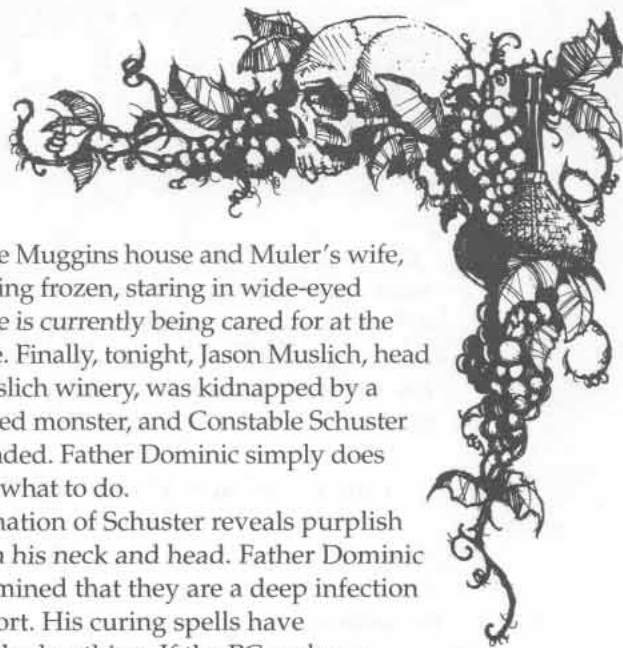 e Muggins house and Muler's wife,
ing frozen, staring in wide-eyed
e is currently being cared for at the
e. Finally, tonight, Jason Muslich, head
slich winery, was kidnapped by a
ed monster, and Constable Schuster
nded. Father Dominic simply does
what to do.
nation of Schuster reveals purplish
n his neck and head. Father Dominic
mined that they are a deep infection
ort. His curing spells have